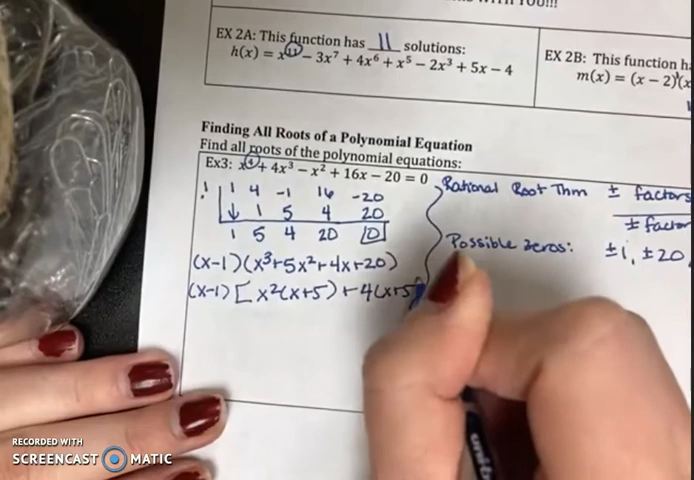 EX 2A: This function has 11 solutions:
h(x) = x¹¹ − 3x⁷ + 4x⁶ + x⁵ − 2x³ + 5x − 4
EX 2B: This function
m(x) = (x − 2)
Finding All Roots of a Polynomial Equation
Find all roots of the polynomial equations:
Ex3: x⁴ + 4x³ − x² + 16x − 20 = 0
1 1 4 -1 16 -20
↓ 1 5 4 20
1 5 4 20 0
(x-1)(x³+5x²+4x+20)
(x-1)[x²(x+5)+4(x+5)
Rational Root Thm ± factors
± factor
Possible zeros: ±1, ±20,
RECORDED WITH
SCREENCAST MATIC